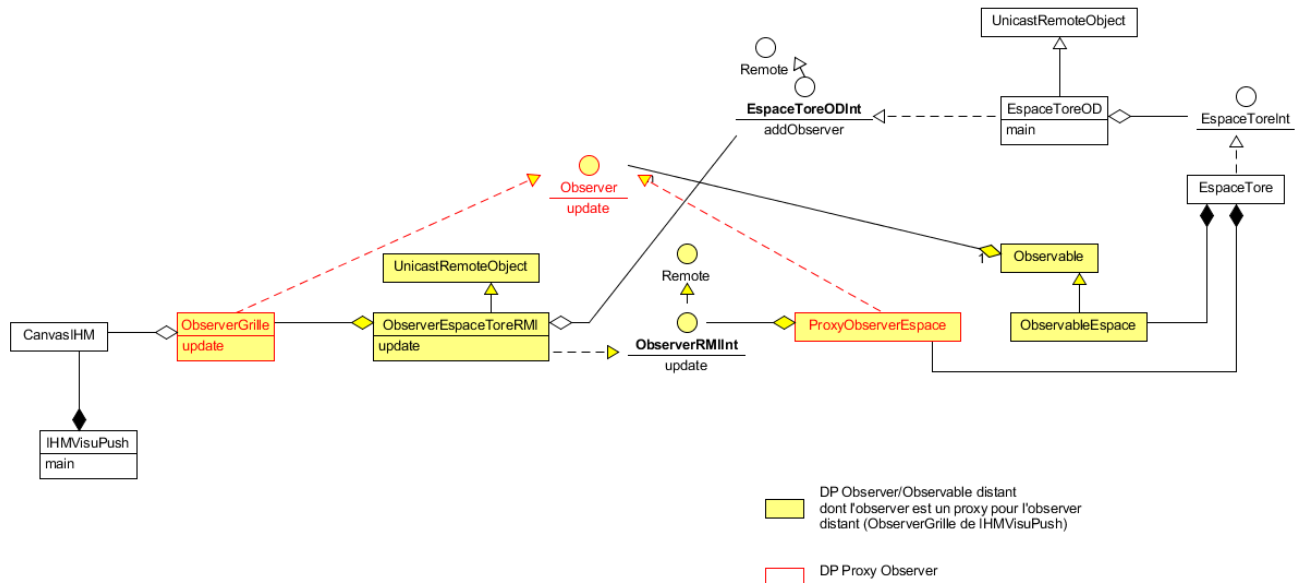 UnicastRemoteObject
Remote
EspaceToreODInt
addObserver
EspaceToreOD
main
EspaceToreInt
EspaceTore
Observer
update
Observable
UnicastRemoteObject
Remote
CanvasIHM
ObserverGrille
update
ObserverEspaceToreRMI
update
ObserverRMIInt
update
ProxyObserverEspace
ObservableEspace
IHMVisuPush
main
DP Observer/Observable distant
dont l'observer est un proxy pour l'observer
distant (ObserverGrille de IHMVisuPush)
DP Proxy Observer